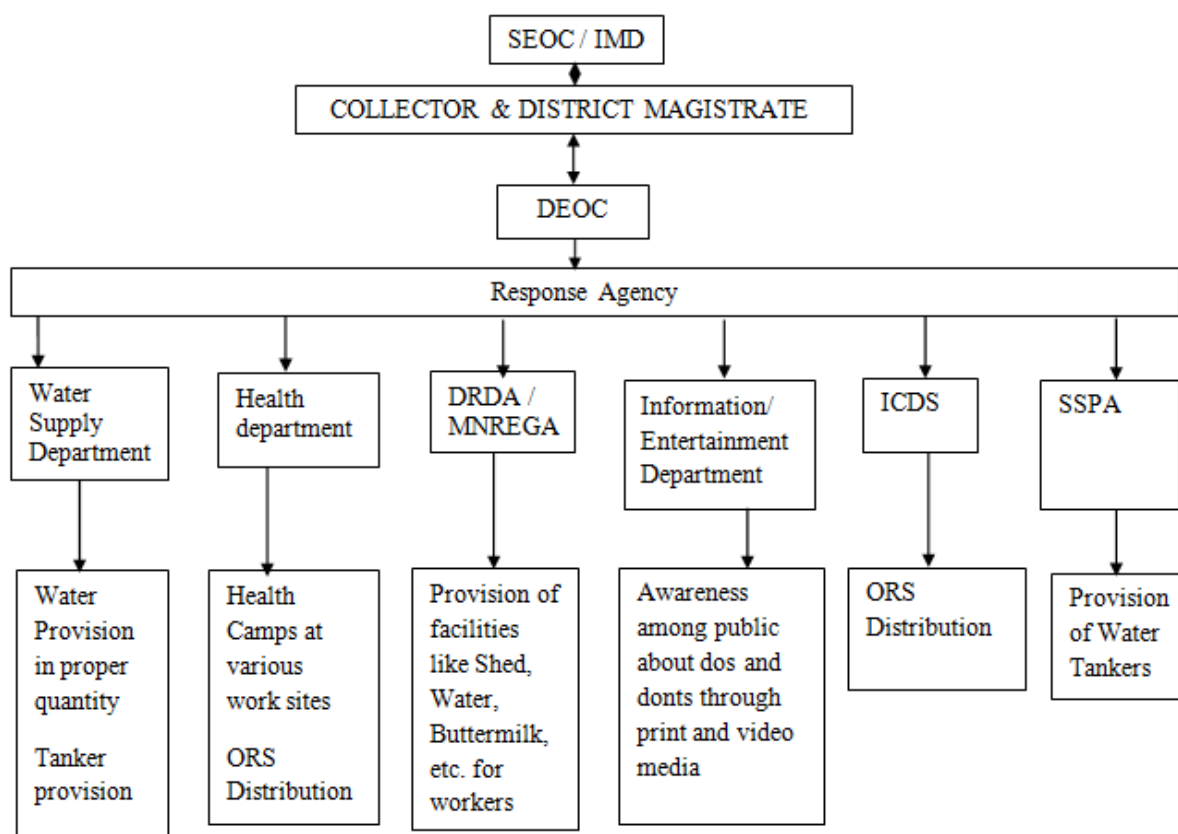 SEOC / IMD
COLLECTOR & DISTRICT MAGISTRATE
DEOC
Response Agency
Water
Supply
Department
Health
department
DRDA /
MNREGA
Information/
Entertainment
Department
ICDS
SSPA
Water
Provision
in proper
quantity
Tanker
provision
Health
Camps at
various
work sites
ORS
Distribution
Provision of
facilities
like Shed,
Water,
Buttermilk,
etc. for
workers
Awareness
among public
about dos and
donts through
print and video
media
ORS
Distribution
Provision
of Water
Tankers